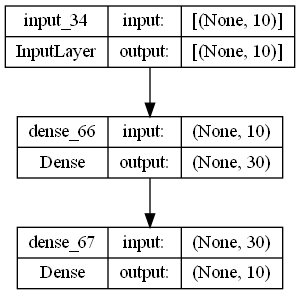 input_34 input: [(None, 10)]
InputLayer output: [(None, 10)]
dense_66 input: (None, 10)
Dense output: (None, 30)
dense_67 input: (None, 30)
Dense output: (None, 10)